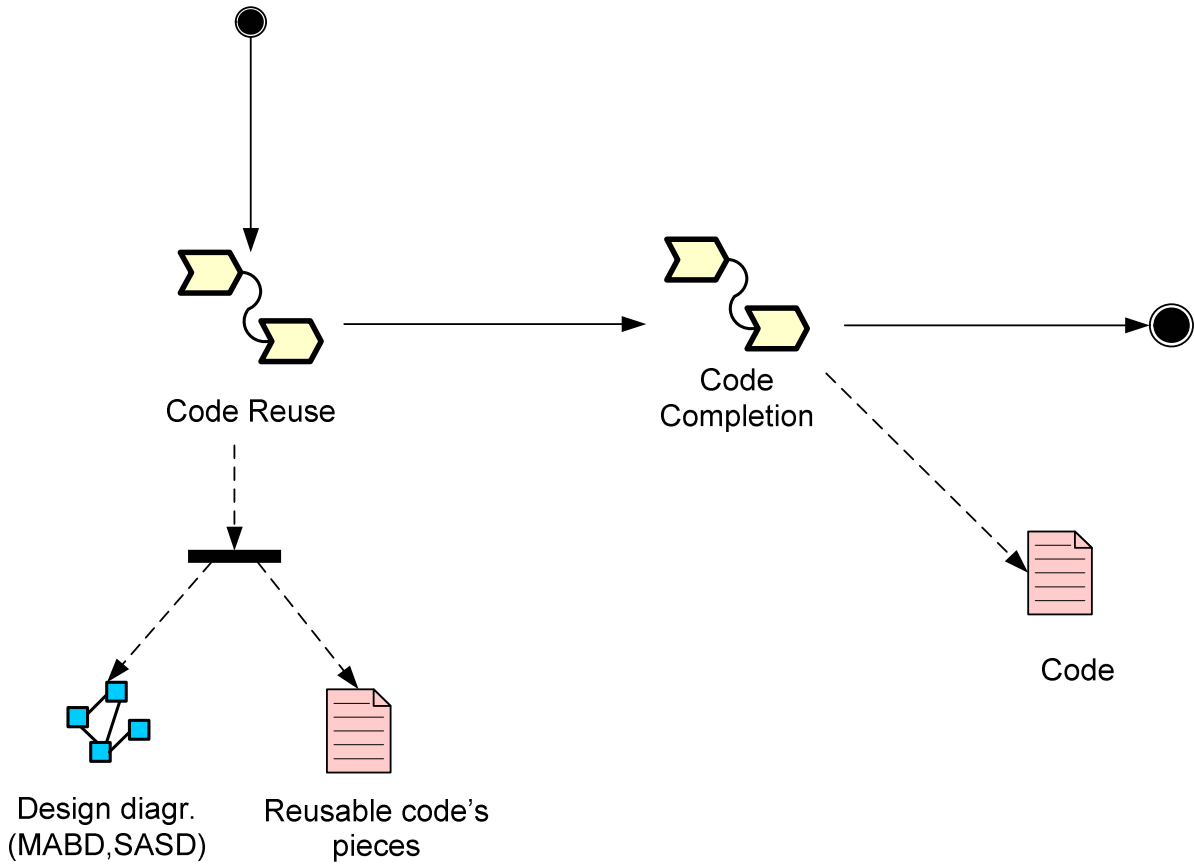 Code Reuse
Code
Completion
Code
Design diagr.
(MABD,SASD)
Reusable code’s
pieces